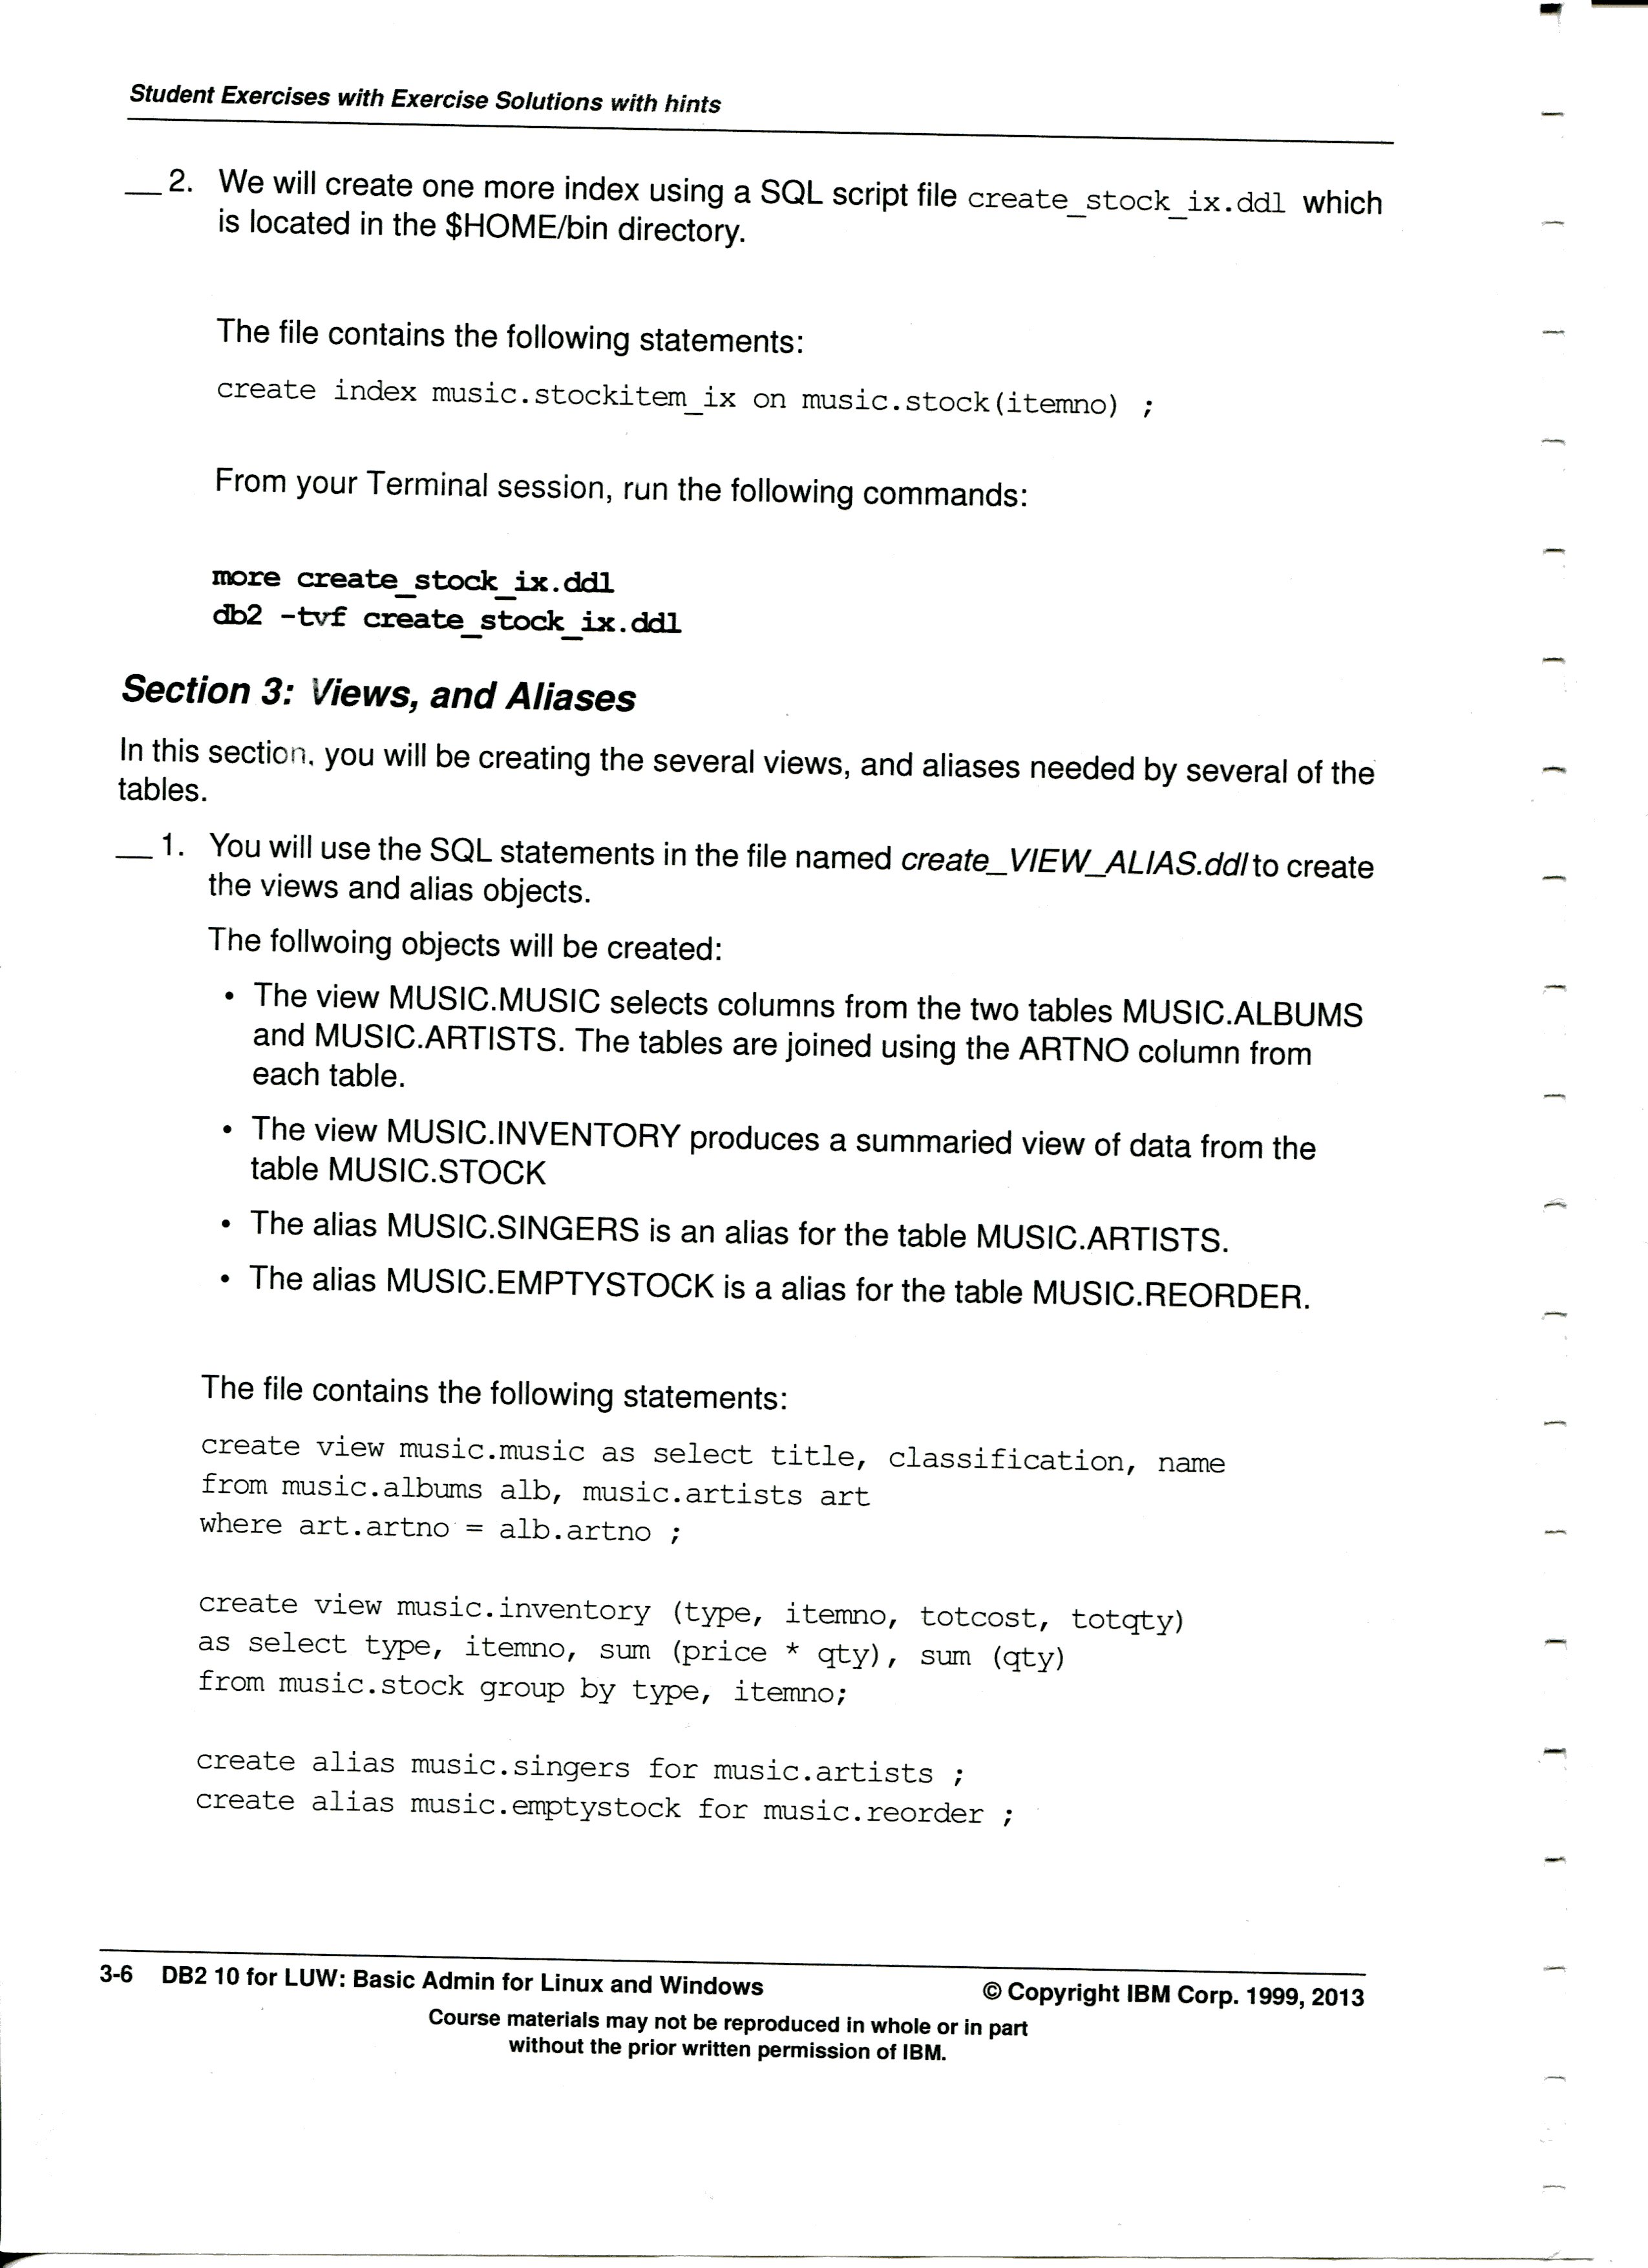 Student Exercises with Exercise Solutions with hints
__ 2. We will create one more index using a SQL script file create_stock_ix.ddl which
is located in the $HOME/bin directory.
The file contains the following statements:
create index music.stockitem_ix on music.stock(itemno) ;
From your Terminal session, run the following commands:
more create_stock_ix.ddl
db2 -tvf create_stock_ix.ddl
Section 3: Views, and Aliases
In this section, you will be creating the several views, and aliases needed by several of the
tables.
__ 1. You will use the SQL statements in the file named create_VIEW_ALIAS.ddl to create
the views and alias objects.
The follwoing objects will be created:
• The view MUSIC.MUSIC selects columns from the two tables MUSIC.ALBUMS
and MUSIC.ARTISTS. The tables are joined using the ARTNO column from
each table.
• The view MUSIC.INVENTORY produces a summaried view of data from the
table MUSIC.STOCK
• The alias MUSIC.SINGERS is an alias for the table MUSIC.ARTISTS.
• The alias MUSIC.EMPTYSTOCK is a alias for the table MUSIC.REORDER.
The file contains the following statements:
create view music.music as select title, classification, name
from music.albums alb, music.artists art
where art.artno = alb.artno ;
create view music.inventory (type, itemno, totcost, totqty)
as select type, itemno, sum (price * qty), sum (qty)
from music.stock group by type, itemno;
create alias music.singers for music.artists ;
create alias music.emptystock for music.reorder ;
3-6 DB2 10 for LUW: Basic Admin for Linux and Windows © Copyright IBM Corp. 1999, 2013
Course materials may not be reproduced in whole or in part
without the prior written permission of IBM.